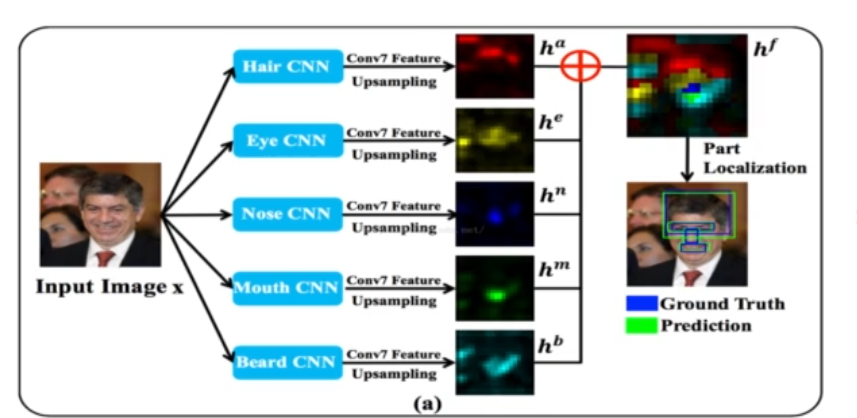 Hair CNN
Conv7 Feature
Upsampling
h^a
h^f
Eye CNN
Conv7 Feature
Upsampling
h^e
Part
Localization
Nose CNN
Conv7 Feature
Upsampling
h^n
Input Image x
Mouth CNN
Conv7 Feature
Upsampling
h^m
Ground Truth
Prediction
Beard CNN
Conv7 Feature
Upsampling
h^b
(a)